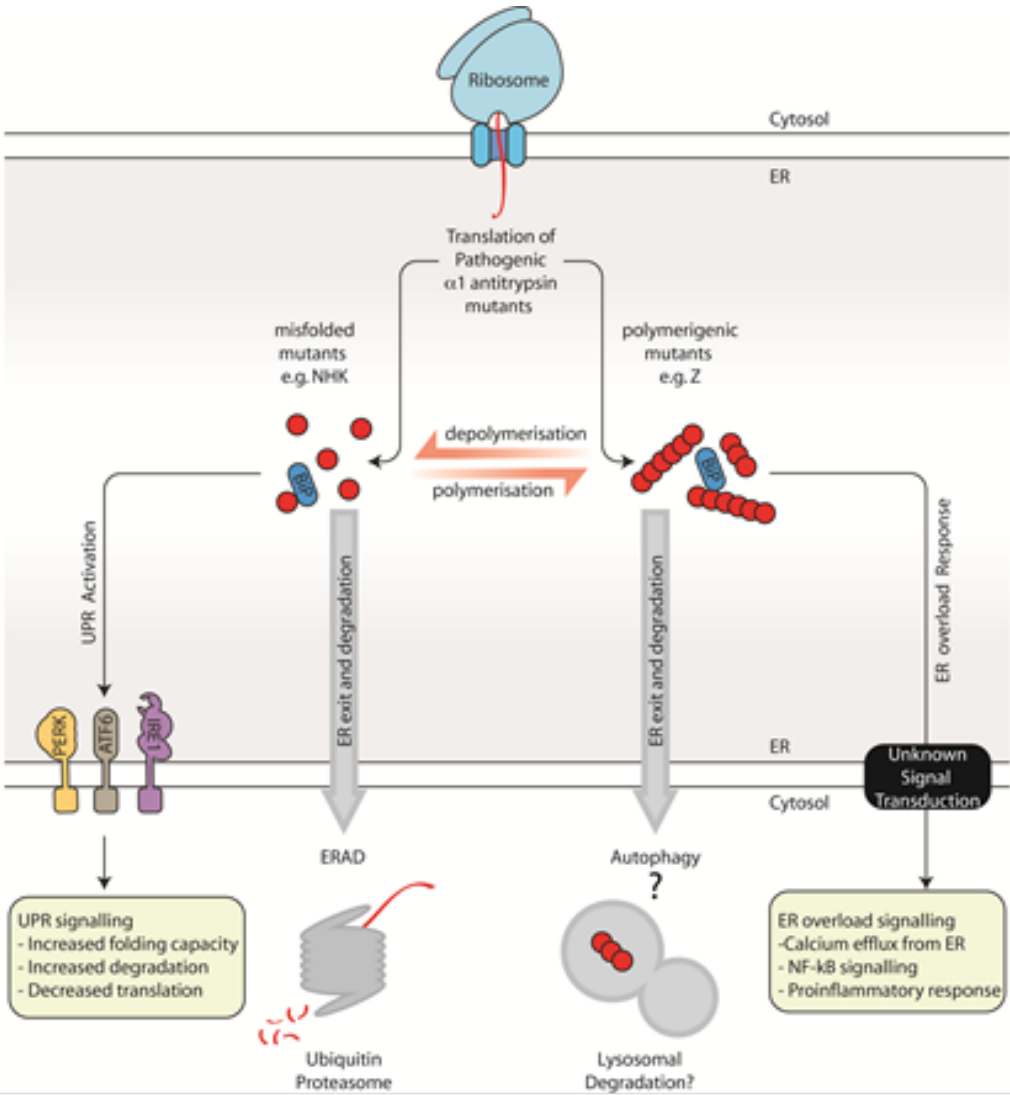 Ribosome
Cytosol
ER
Translation of
Pathogenic
α1 antitrypsin
mutants
misfolded
mutants
e.g. NHK
polymerigenic
mutants
e.g. Z
depolymerisation
polymerisation
BiP
BiP
UPR Activation
ER exit and degradation
ER exit and degradation
ER overload Response
PERK
ATF6
IRE1
ER
Cytosol
Unknown
Signal
Transduction
ERAD
Autophagy
?
UPR signalling
- Increased folding capacity
- Increased degradation
- Decreased translation
ER overload signalling
-Calcium efflux from ER
- NF-kB signalling
- Proinflammatory response
Ubiquitin
Proteasome
Lysosomal
Degradation?